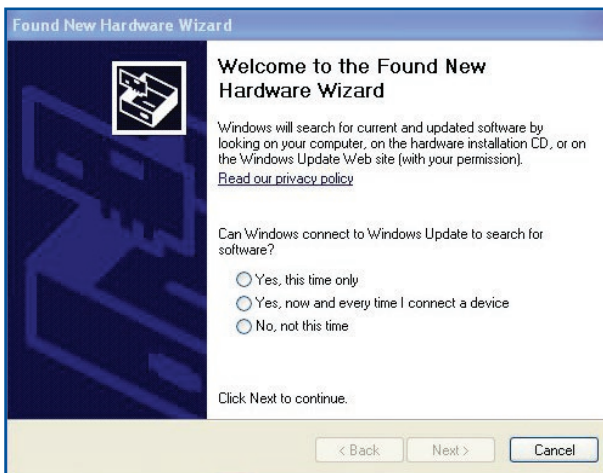 Found New Hardware Wizard
Welcome to the Found New
Hardware Wizard
Windows will search for current and updated software by
looking on your computer, on the hardware installation CD, or on
the Windows Update Web site (with your permission).
Read our privacy policy
Can Windows connect to Windows Update to search for
software?
Yes, this time only
Yes, now and every time I connect a device
No, not this time
Click Next to continue.
< Back
Next >
Cancel